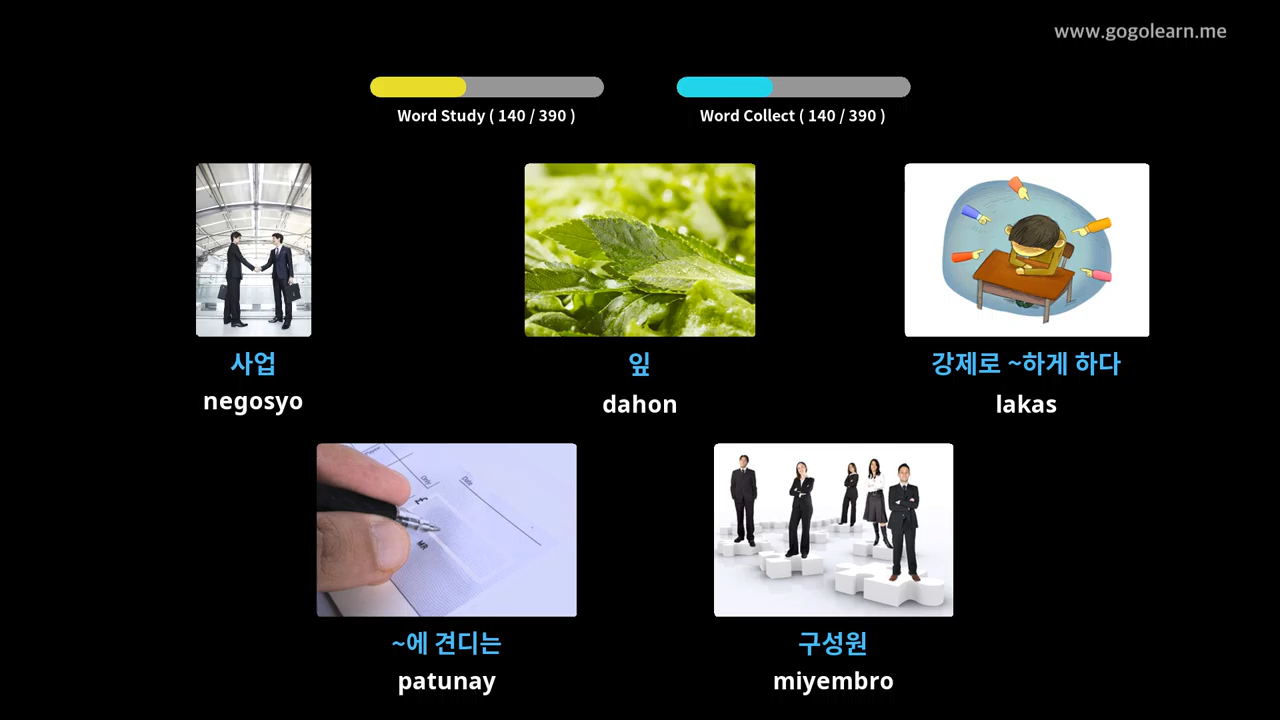 www.gogolearn.me
Word Study ( 140 / 390 )
Word Collect ( 140 / 390 )
사업
negosyo
잎
dahon
강제로 ~하게 하다
lakas
~에 견디는
patunay
구성원
miyembro